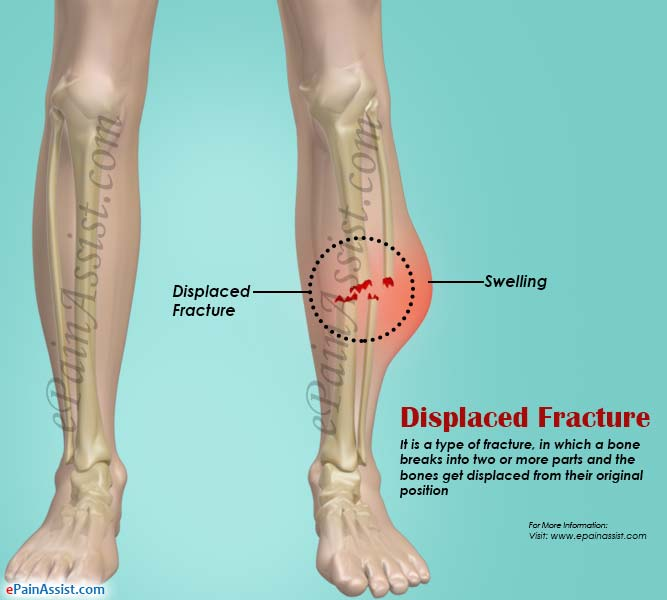 ePainAssist.com
ePainAssist.com
Displaced
Fracture
Swelling
Displaced Fracture
It is a type of fracture, in which a bone
breaks into two or more parts and the
bones get displaced from their original
position
For More Information:
Visit: www.epainassist.com
ePainAssist.com